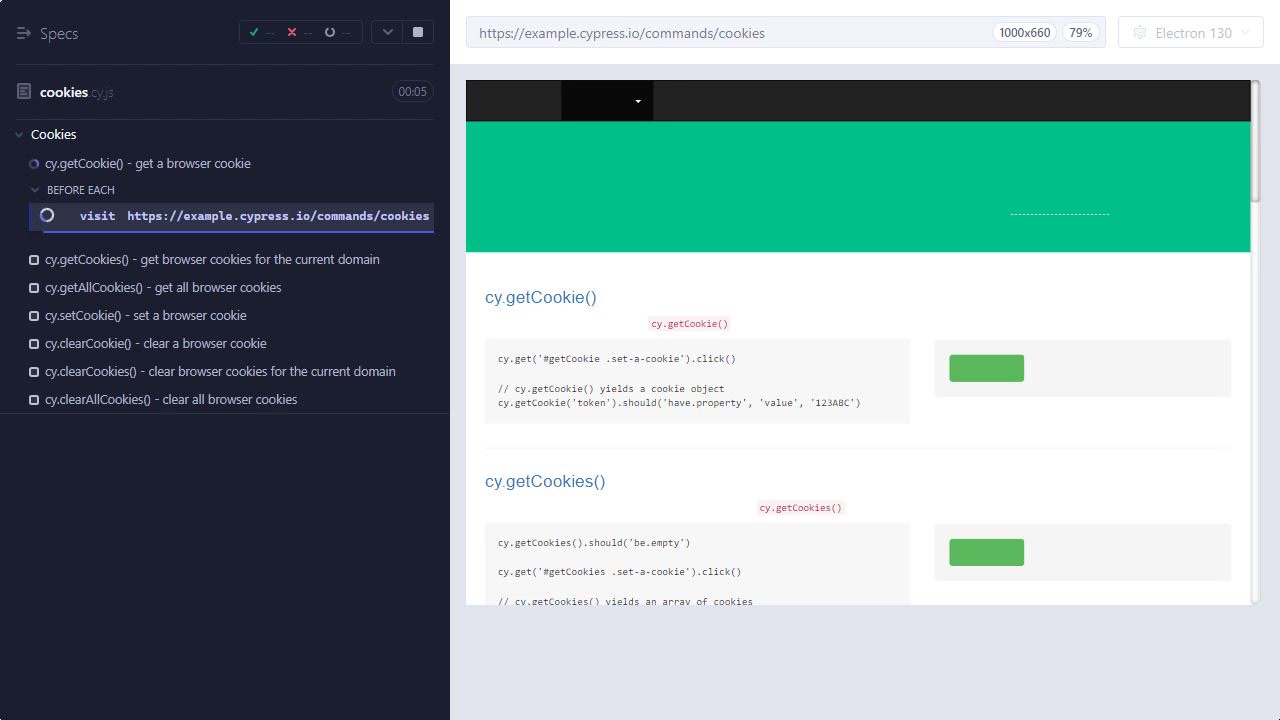 Specs
-- -- --
cookies.cy.js
00:05
Cookies
cy.getCookie() - get a browser cookie
BEFORE EACH
visit https://example.cypress.io/commands/cookies
cy.getCookies() - get browser cookies for the current domain
cy.getAllCookies() - get all browser cookies
cy.setCookie() - set a browser cookie
cy.clearCookie() - clear a browser cookie
cy.clearCookies() - clear browser cookies for the current domain
cy.clearAllCookies() - clear all browser cookies
https://example.cypress.io/commands/cookies
1000x660
79%
Electron 130
cy.getCookie()
cy.getCookie()
cy.get('#getCookie .set-a-cookie').click()
// cy.getCookie() yields a cookie object
cy.getCookie('token').should('have.property', 'value', '123ABC')
cy.getCookies()
cy.getCookies()
cy.getCookies().should('be.empty')
cy.get('#getCookies .set-a-cookie').click()
// cy.getCookies() yields an array of cookies